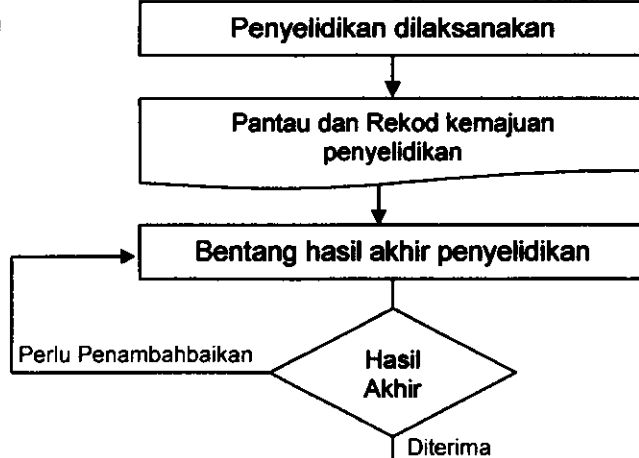 Penyelidikan dilaksanakan
Pantau dan Rekod kemajuan
penyelidikan
Bentang hasil akhir penyelidikan
Perlu Penambahbaikan
Hasil
Akhir
Diterima